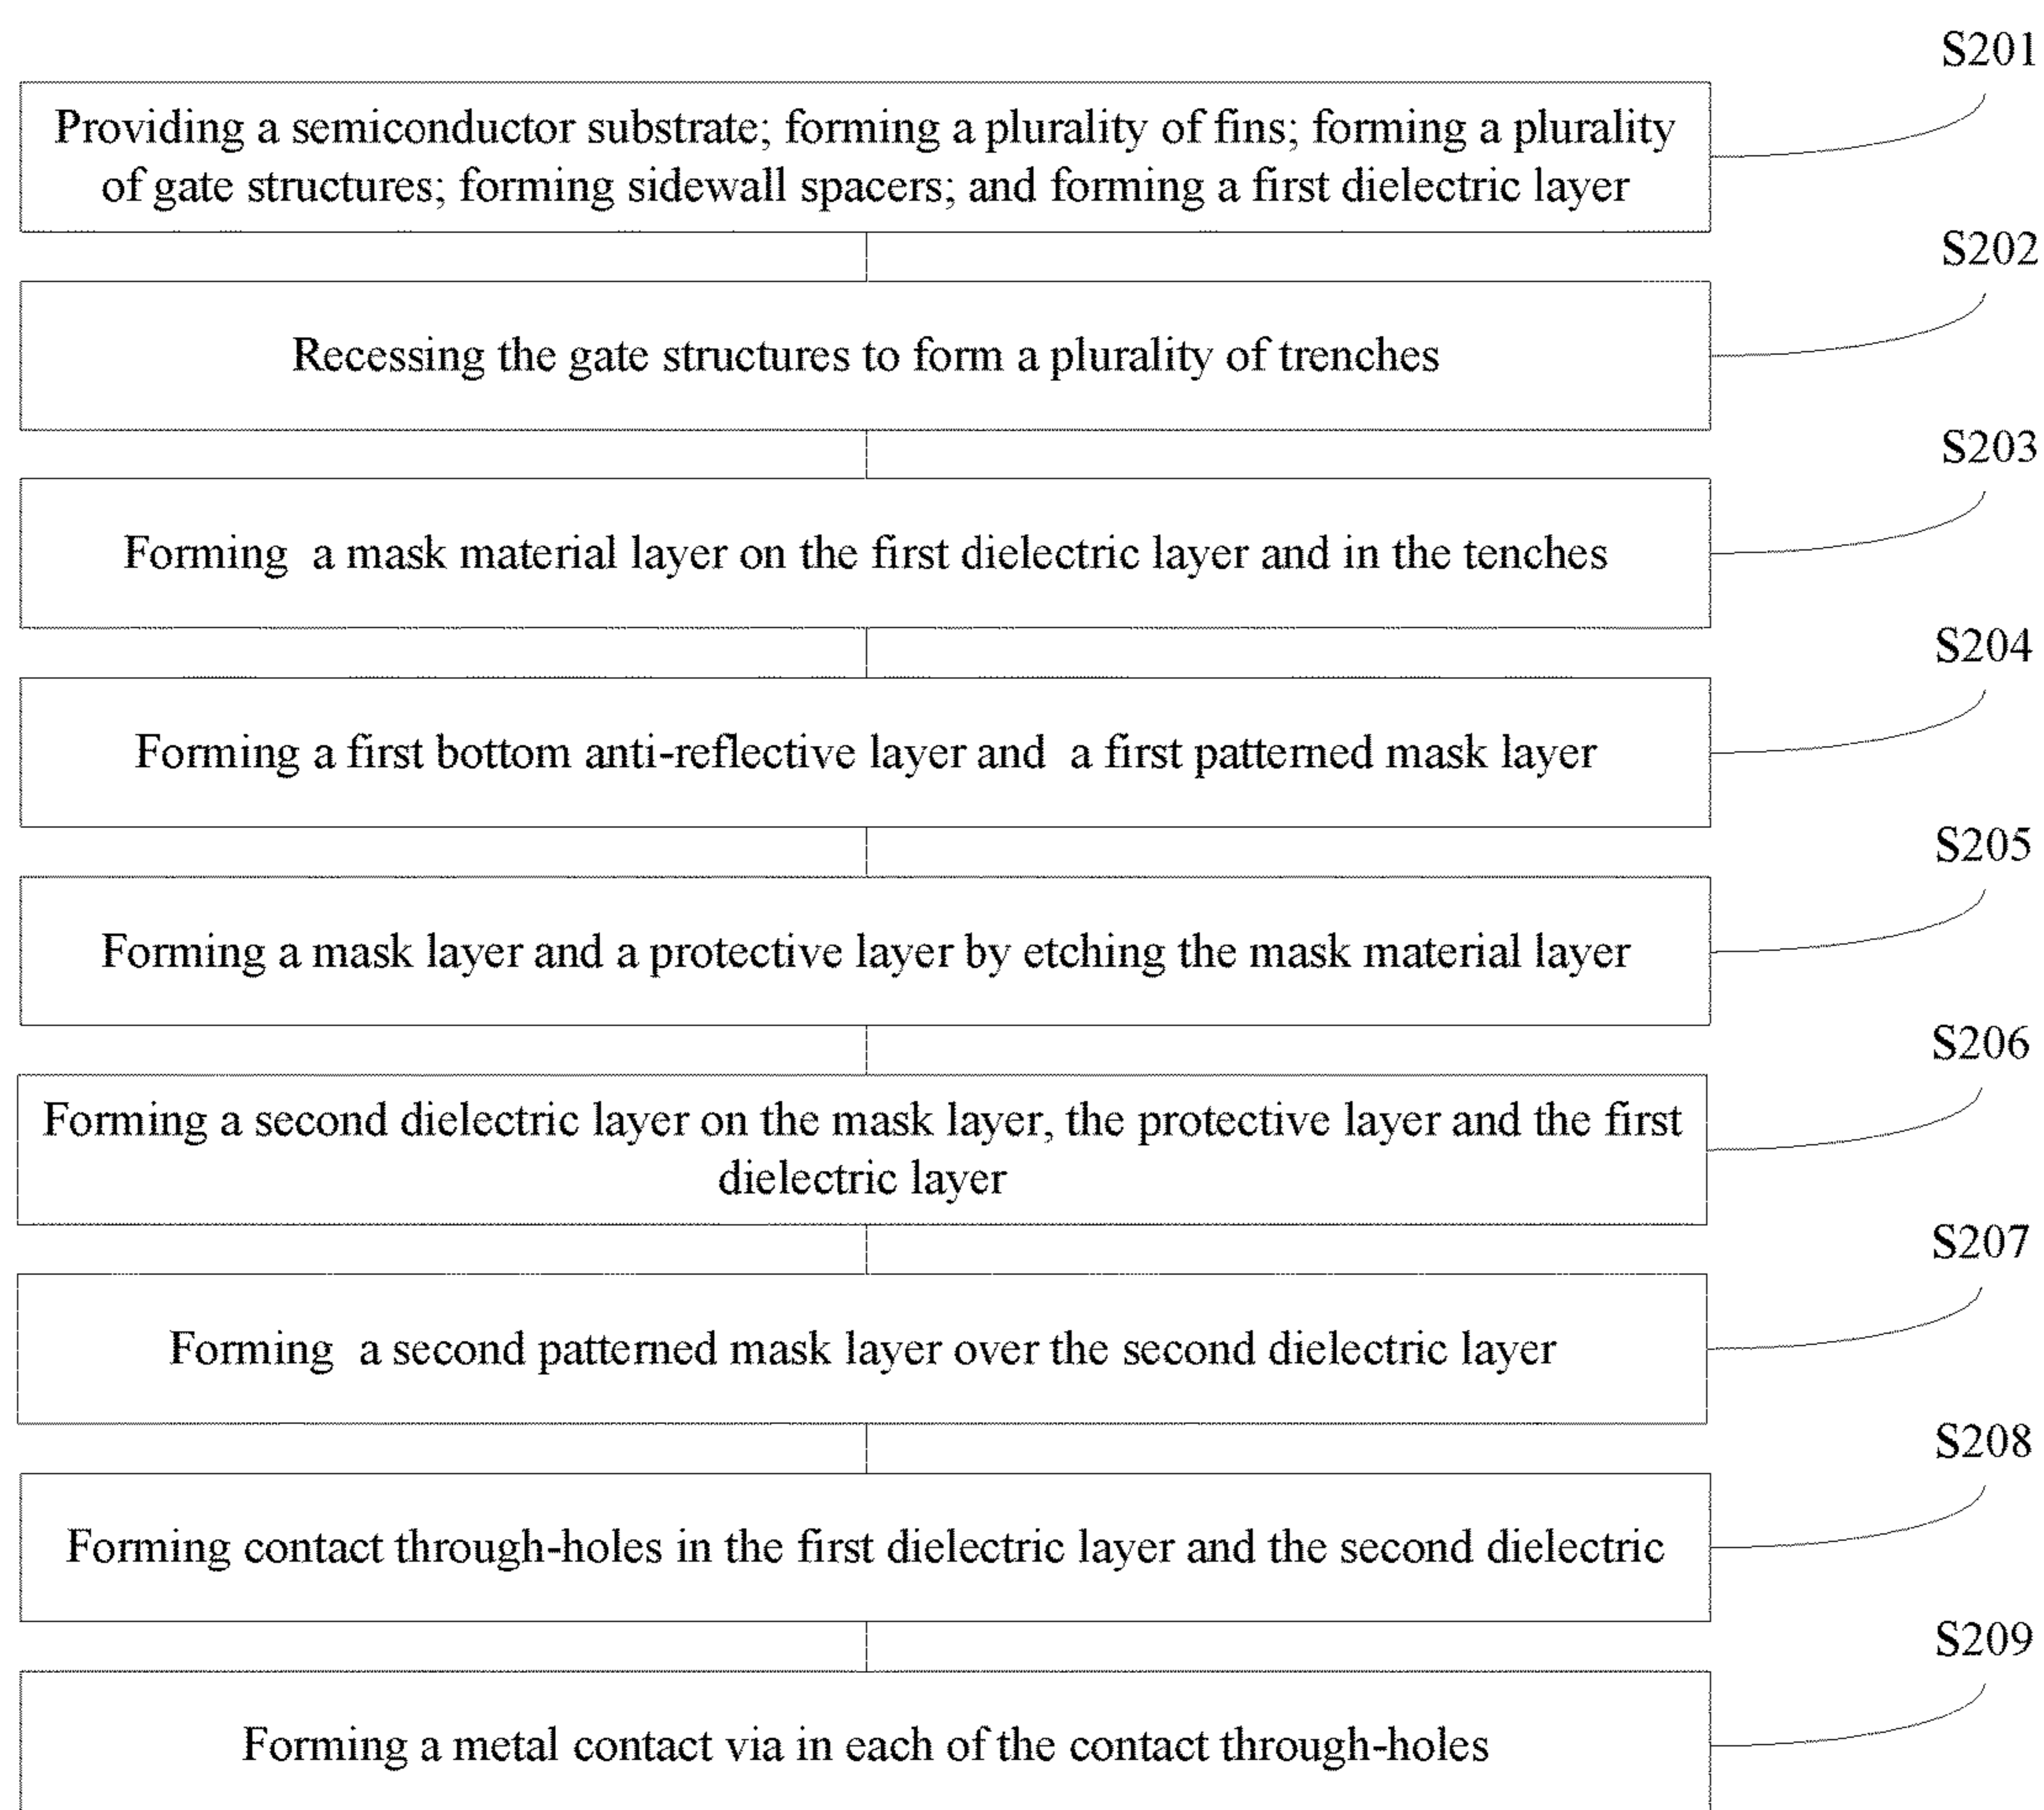 S201
Providing a semiconductor substrate; forming a plurality of fins; forming a plurality
of gate structures; forming sidewall spacers; and forming a first dielectric layer
S202
Recessing the gate structures to form a plurality of trenches
S203
Forming a mask material layer on the first dielectric layer and in the tenches
S204
Forming a first bottom anti-reflective layer and a first patterned mask layer
S205
Forming a mask layer and a protective layer by etching the mask material layer
S206
Forming a second dielectric layer on the mask layer, the protective layer and the first
dielectric layer
S207
Forming a second patterned mask layer over the second dielectric layer
S208
Forming contact through-holes in the first dielectric layer and the second dielectric
S209
Forming a metal contact via in each of the contact through-holes